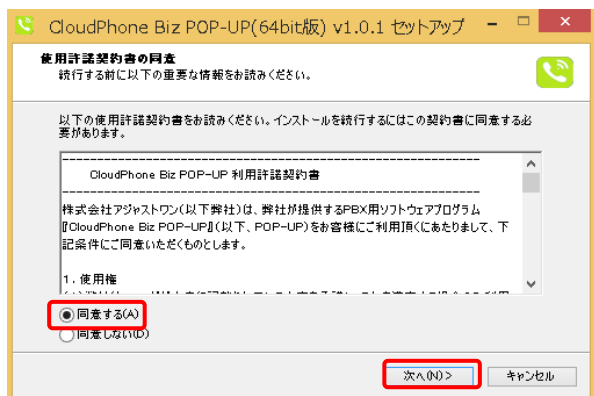 CloudPhone Biz POP-UP(64bit版) v1.0.1 セットアップ
使用許諾契約書の同意
続行する前に以下の重要な情報をお読みください。
以下の使用許諾契約書をお読みください。インストールを続行するにはこの契約書に同意する必
要があります。
CloudPhone Biz POP-UP 利用許諾契約書
株式会社アジャストワン(以下弊社)は、弊社が提供するPBX用ソフトウェアプログラム
『CloudPhone Biz POP-UP』(以下、POP-UP)をお客様にご利用頂くにあたりまして、下
記条件にご同意いただくものとします。
1. 使用権
同意する(A)
同意しない(D)
次へ(N) >
キャンセル